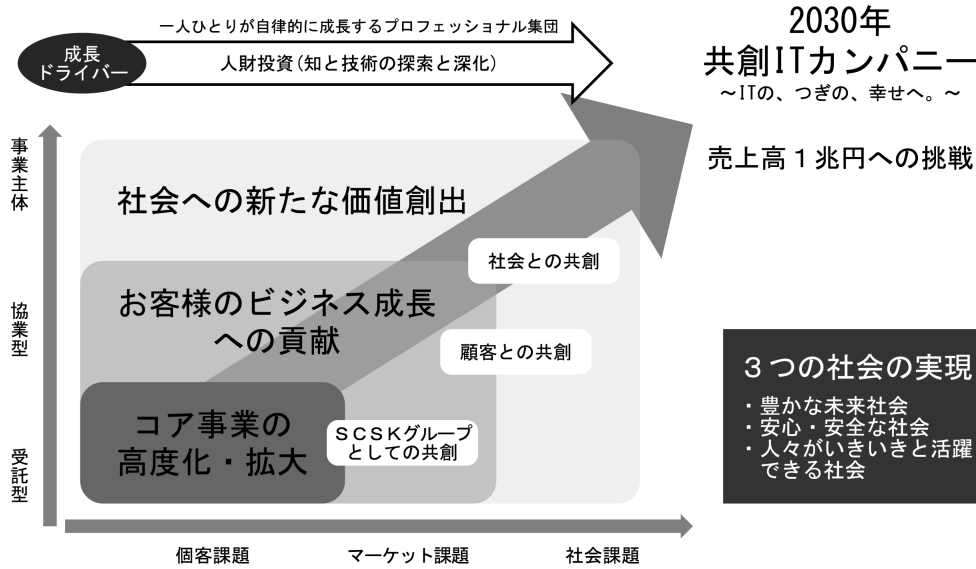 一人ひとりが自律的に成長するプロフェッショナル集団
成長
ドライバー
人財投資(知と技術の探索と深化)
2030年
共創ITカンパニー
～ITの、つぎの、幸せへ。～
売上高1兆円への挑戦
事業主体
協業型
受託型
社会への新たな価値創出
社会との共創
お客様のビジネス成長
への貢献
顧客との共創
コア事業の
高度化・拡大
SCSKグループ
としての共創
3つの社会の実現
・豊かな未来社会
・安心・安全な社会
・人々がいきいきと活躍
できる社会
個客課題
マーケット課題
社会課題